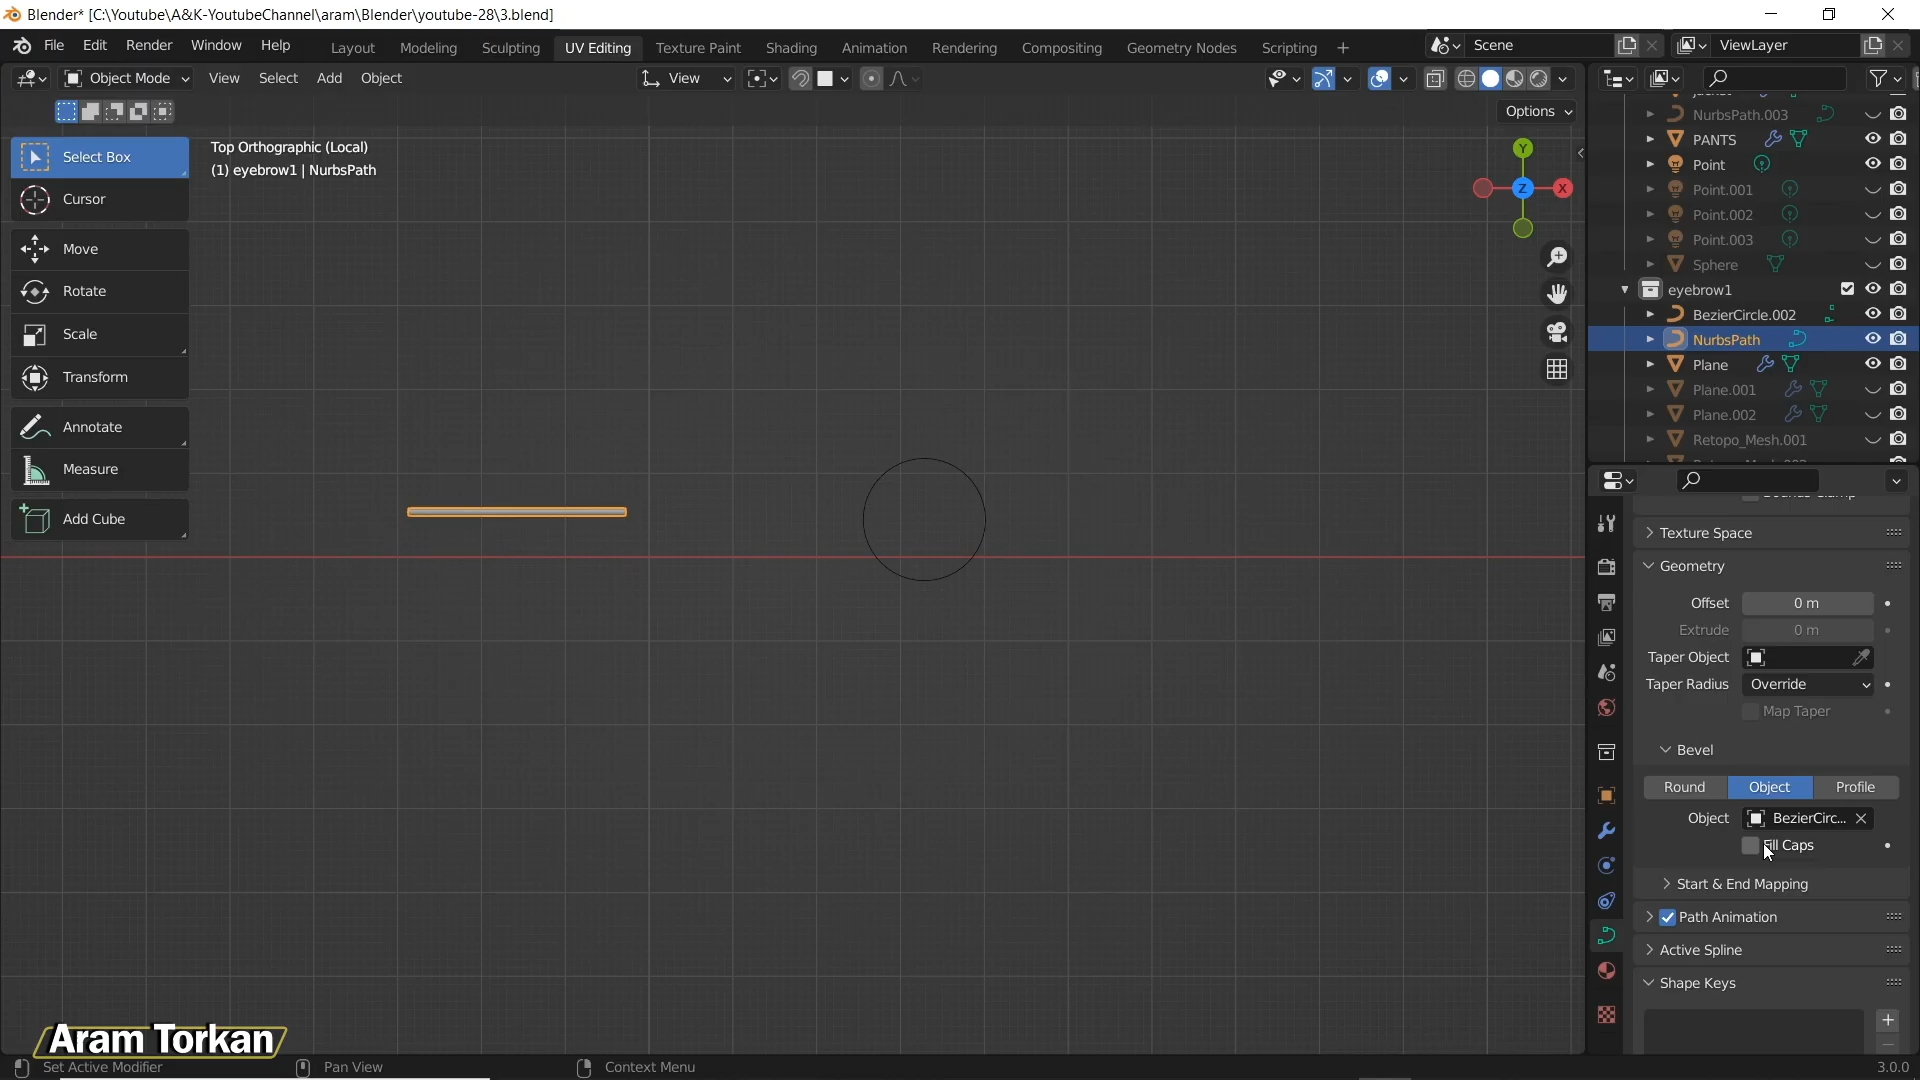 Blender* [C:\Youtube\A&K-YoutubeChannel\aram\Blender\youtube-28\3.blend]
File Edit Render Window Help
Layout Modeling Sculpting UV Editing Texture Paint Shading Animation Rendering Compositing Geometry Nodes Scripting +
Scene
ViewLayer
Object Mode View Select Add Object
View
Options
Select Box
Cursor
Move
Rotate
Scale
Transform
Annotate
Measure
Add Cube
Top Orthographic (Local)
(1) eyebrow1 | NurbsPath
Y
Z
X
NurbsPath.003
PANTS
Point
Point.001
Point.002
Point.003
Sphere
eyebrow1
BezierCircle.002
NurbsPath
Plane
Plane.001
Plane.002
Retopo_Mesh.001
Texture Space
Geometry
Offset 0 m
Extrude 0 m
Taper Object
Taper Radius Override
Map Taper
Bevel
Round Object Profile
Object BezierCirc...
Fill Caps
Start & End Mapping
Path Animation
Active Spline
Shape Keys
Aram Torkan
Set Active Modifier
Pan View
Context Menu
3.0.0